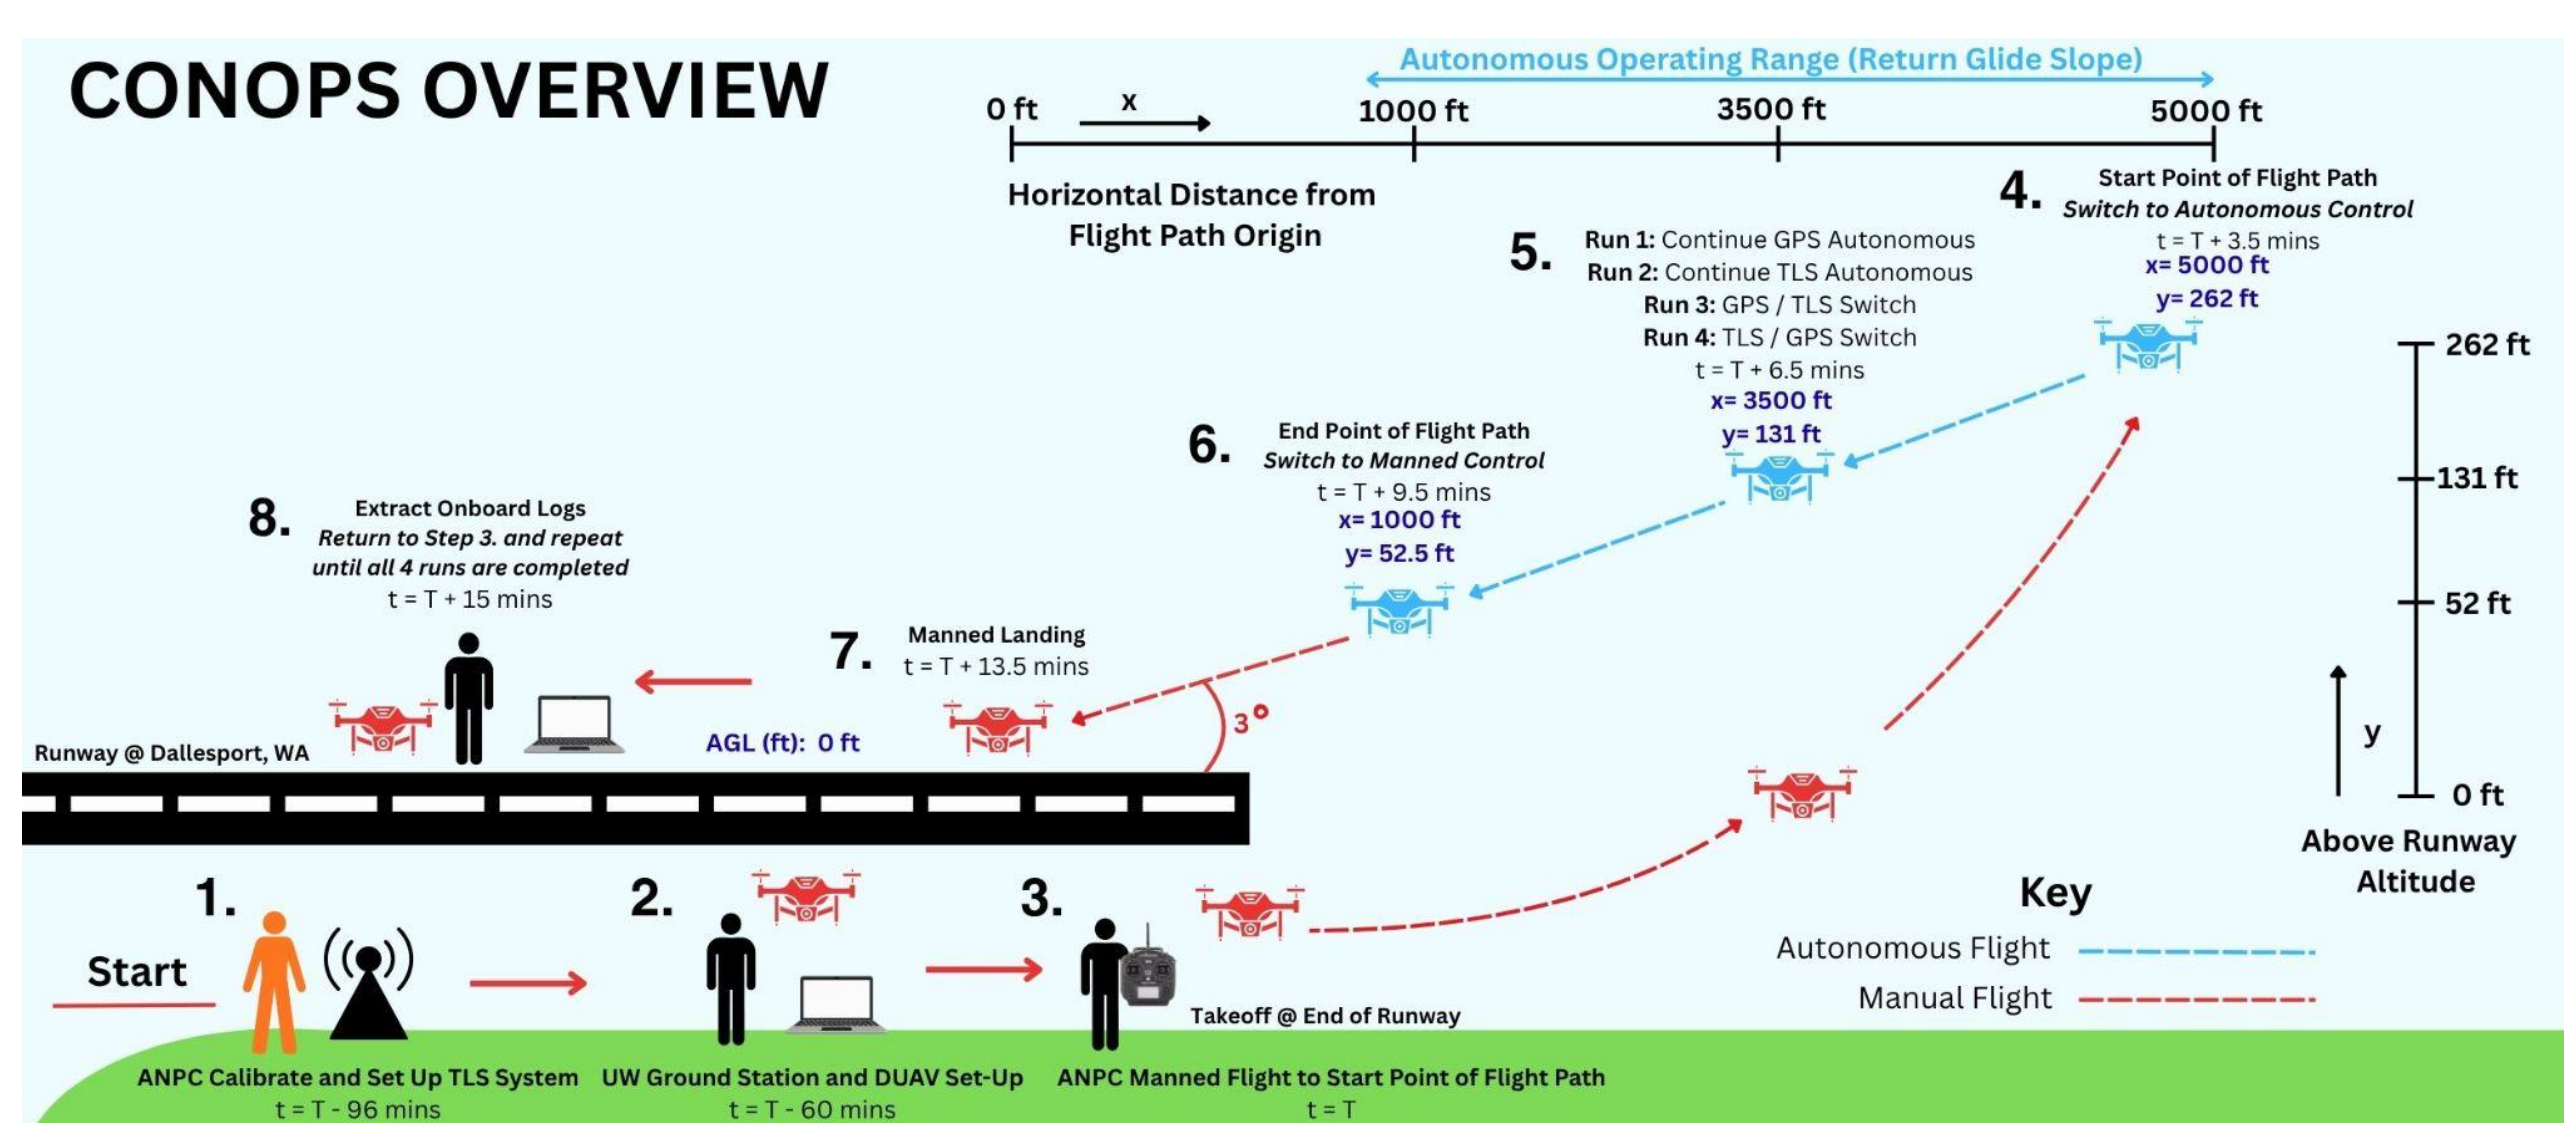 CONOPS OVERVIEW
Autonomous Operating Range (Return Glide Slope)
0 ft
x
1000 ft
3500 ft
5000 ft
Horizontal Distance from
Flight Path Origin
4.
Start Point of Flight Path
Switch to Autonomous Control
t = T + 3.5 mins
x= 5000 ft
y= 262 ft
5.
Run 1: Continue GPS Autonomous
Run 2: Continue TLS Autonomous
Run 3: GPS / TLS Switch
Run 4: TLS / GPS Switch
t = T + 6.5 mins
x= 3500 ft
y= 131 ft
6.
End Point of Flight Path
Switch to Manned Control
t = T + 9.5 mins
x= 1000 ft
y= 52.5 ft
8.
Extract Onboard Logs
Return to Step 3. and repeat
until all 4 runs are completed
t = T + 15 mins
7.
Manned Landing
t = T + 13.5 mins
3°
AGL (ft): 0 ft
Runway @ Dallesport, WA
262 ft
131 ft
52 ft
y
0 ft
Above Runway
Altitude
Key
Autonomous Flight
Manual Flight
Start
1.
ANPC Calibrate and Set Up TLS System
t = T - 96 mins
2.
UW Ground Station and DUAV Set-Up
t = T - 60 mins
3.
Takeoff @ End of Runway
ANPC Manned Flight to Start Point of Flight Path
t = T